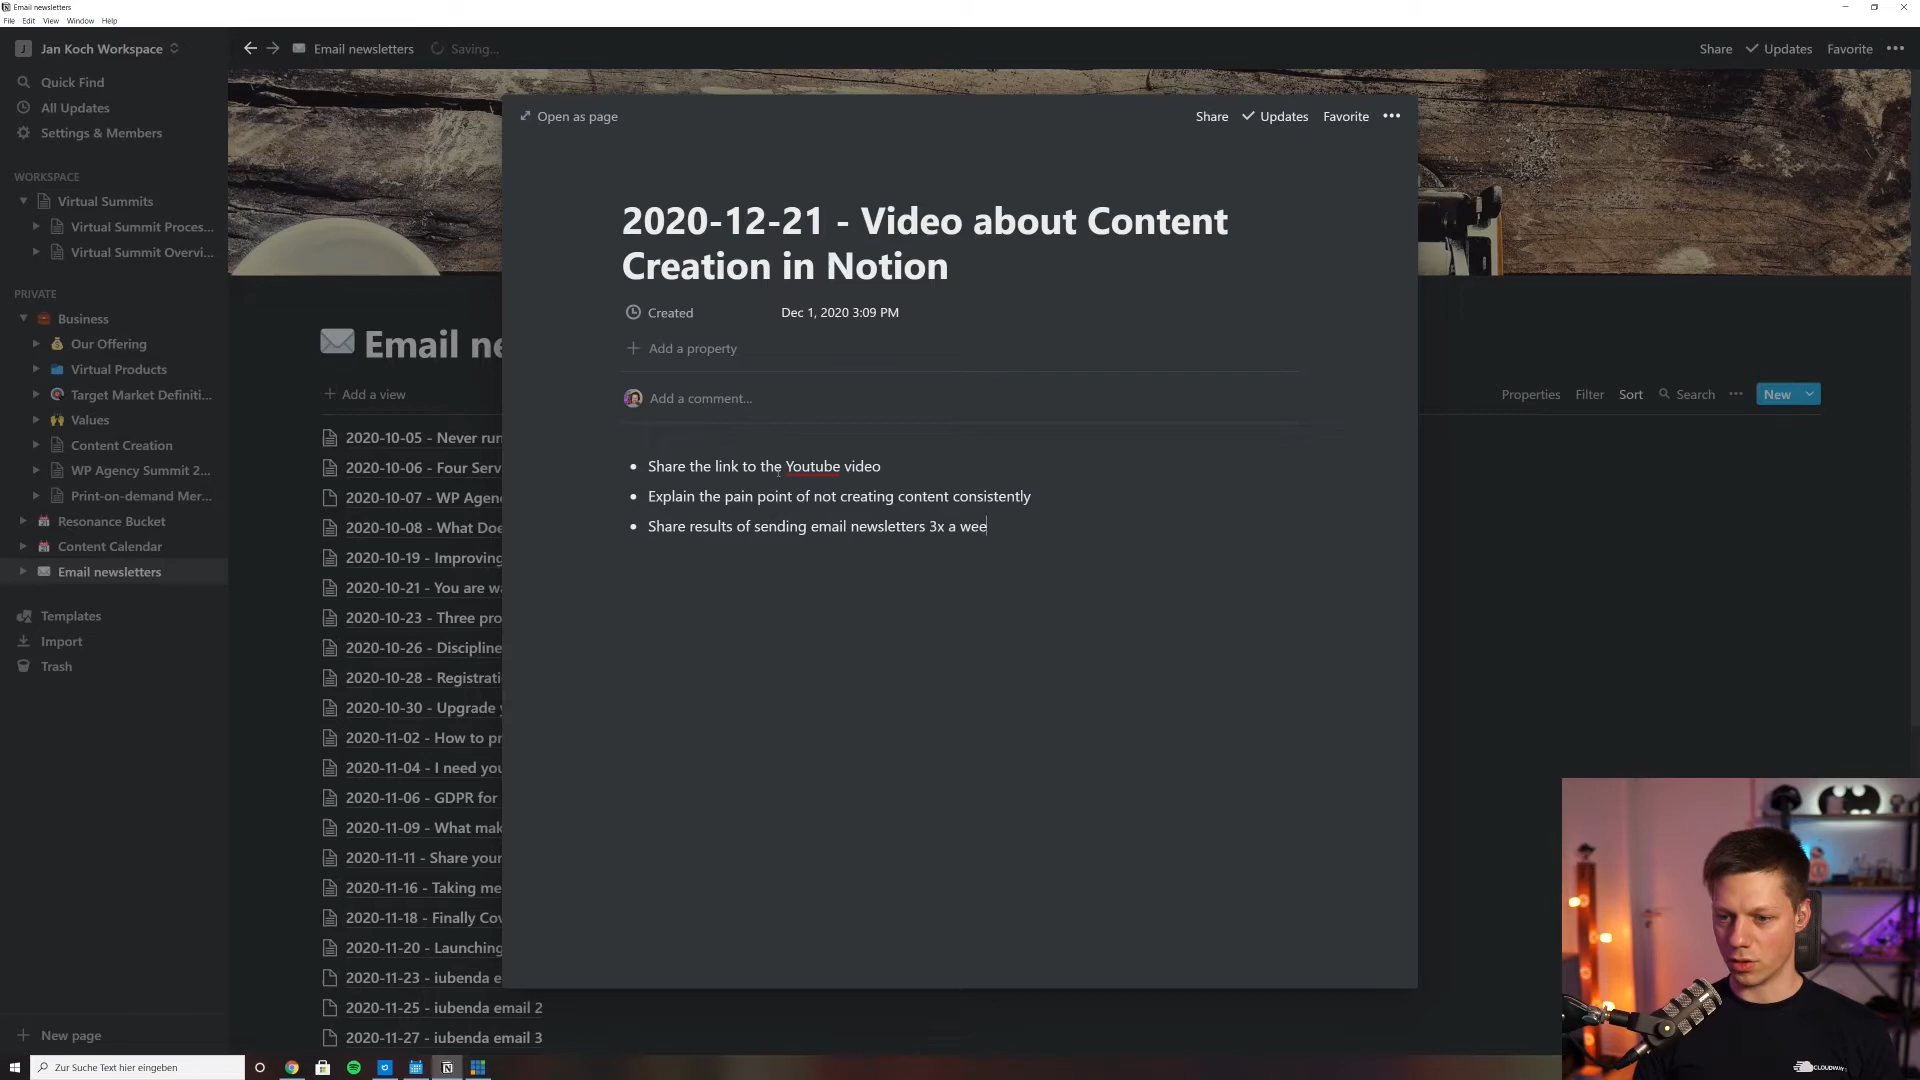 Email newsletters
File Edit View Window Help
J Jan Koch Workspace
Email newsletters Saving...
Share Updates Favorite
Quick Find
All Updates
Settings & Members
WORKSPACE
Virtual Summits
Virtual Summit Proces...
Virtual Summit Overvi...
PRIVATE
Business
Our Offering
Virtual Products
Target Market Definiti...
Values
Content Creation
WP Agency Summit 2...
Print-on-demand Mer...
Resonance Bucket
Content Calendar
Email newsletters
Templates
Import
Trash
New page
Email ne
Add a view
Properties Filter Sort Search New
2020-10-05 - Never run
2020-10-06 - Four Serv
2020-10-07 - WP Agen
2020-10-08 - What Doe
2020-10-19 - Improving
2020-10-21 - You are w
2020-10-23 - Three pro
2020-10-26 - Discipline
2020-10-28 - Registrati
2020-10-30 - Upgrade
2020-11-02 - How to pr
2020-11-04 - I need you
2020-11-06 - GDPR for
2020-11-09 - What mak
2020-11-11 - Share your
2020-11-16 - Taking me
2020-11-18 - Finally Cov
2020-11-20 - Launching
2020-11-23 - iubenda e
2020-11-25 - iubenda email 2
2020-11-27 - iubenda email 3
Open as page
Share Updates Favorite
2020-12-21 - Video about Content
Creation in Notion
Created Dec 1, 2020 3:09 PM
Add a property
Add a comment...
Share the link to the Youtube video
Explain the pain point of not creating content consistently
Share results of sending email newsletters 3x a wee
Zur Suche Text hier eingeben
CLOUDWAYS